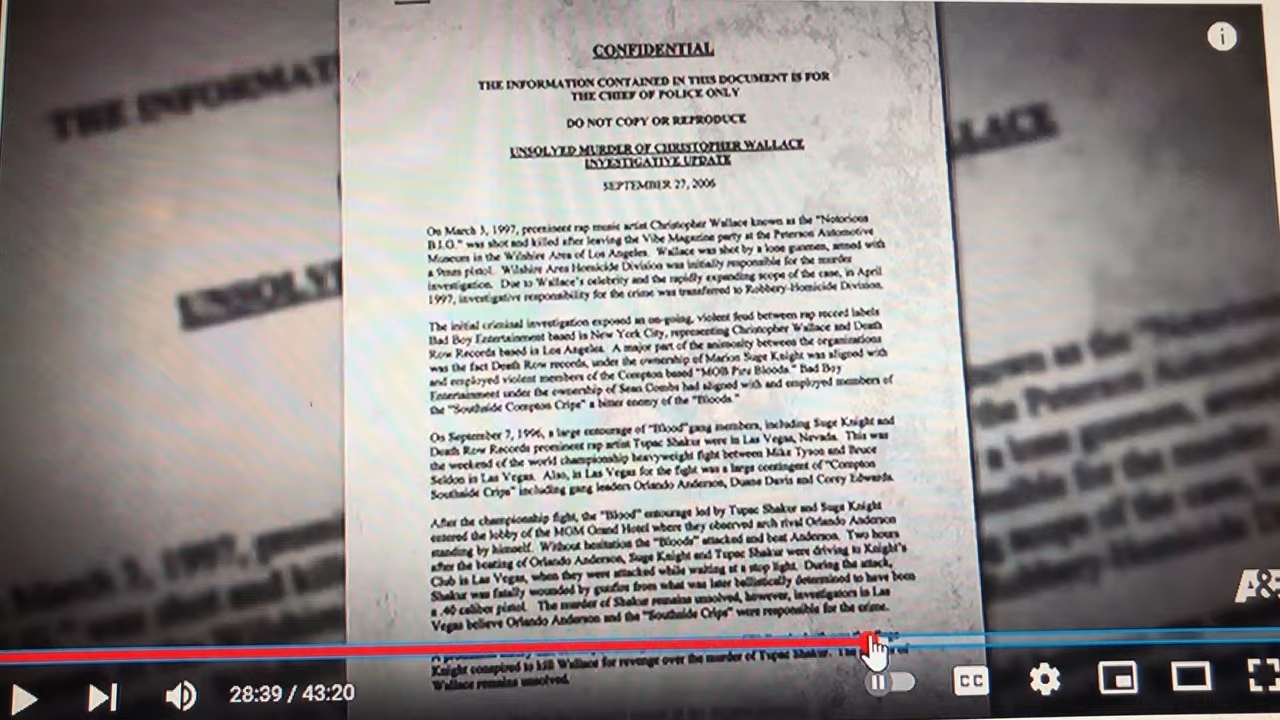 CONFIDENTIAL
THE INFORMATION CONTAINED IN THIS DOCUMENT IS FOR
THE CHIEF OF POLICE ONLY
DO NOT COPY OR REPRODUCE
UNSOLVED MURDER OF CHRISTOPHER WALLACE
INVESTIGATIVE UPDATE
SEPTEMBER 27, 2006
On March 3, 1997, prominent rap music artist Christopher Wallace known as the "Notorious
B.I.G." was shot and killed after leaving the Vibe Magazine party at the Peterson Automotive
Museum in the Wilshire Area of Los Angeles. Wallace was shot by a lone gunman, armed with
a 9mm pistol. Wilshire Area Homicide Division was initially responsible for the murder
investigation. Due to Wallace's celebrity and the rapidly expanding scope of the case, in April
1997, investigative responsibility for the crime was transferred to Robbery-Homicide Division.
The initial criminal investigation exposed an on-going, violent feud between rap record labels
Bad Boy Entertainment based in New York City, representing Christopher Wallace and Death
Row Records based in Los Angeles. A major part of the animosity between the organizations
was the fact Death Row records, under the ownership of Marion Suge Knight was aligned with
and employed violent members of the Compton based "MOB Piru Bloods." Bad Boy
Entertainment under the ownership of Sean Combs had aligned with and employed members of
the "Southside Compton Crips" a bitter enemy of the "Bloods."
On September 7, 1996, a large entourage of "Blood" gang members, including Suge Knight and
Death Row Records prominent rap artist Tupac Shakur were in Las Vegas, Nevada. This was
the weekend of the world championship heavyweight fight between Mike Tyson and Bruce
Seldon in Las Vegas. Also, in Las Vegas for the fight was a large contingent of "Compton
Southside Crips" including gang leaders Orlando Anderson, Duane Davis and Corey Edwards.
After the championship fight, the "Blood" entourage led by Tupac Shakur and Suge Knight
entered the lobby of the MGM Grand Hotel where they observed arch rival Orlando Anderson
standing by himself. Without hesitation the "Bloods" attacked and beat Anderson. Two hours
after the beating of Orlando Anderson, Suge Knight and Tupac Shakur were driving to Knight's
Club in Las Vegas, when they were attacked while waiting at a stop light. During the attack,
Shakur was fatally wounded by gunfire from what was later ballistically determined to have been
a .40 caliber pistol. The murder of Shakur remains unsolved, however, investigators in Las
Vegas believe Orlando Anderson and the "Southside Crips" were responsible for the crime.
Knight conspired to kill Wallace for revenge over the murder of Tupac Shakur. of
Wallace remains unsolved.
THE INFORMAT
UNSOLV
March 3, 1997,
LLACE
A&
28:39 / 43:20
CC